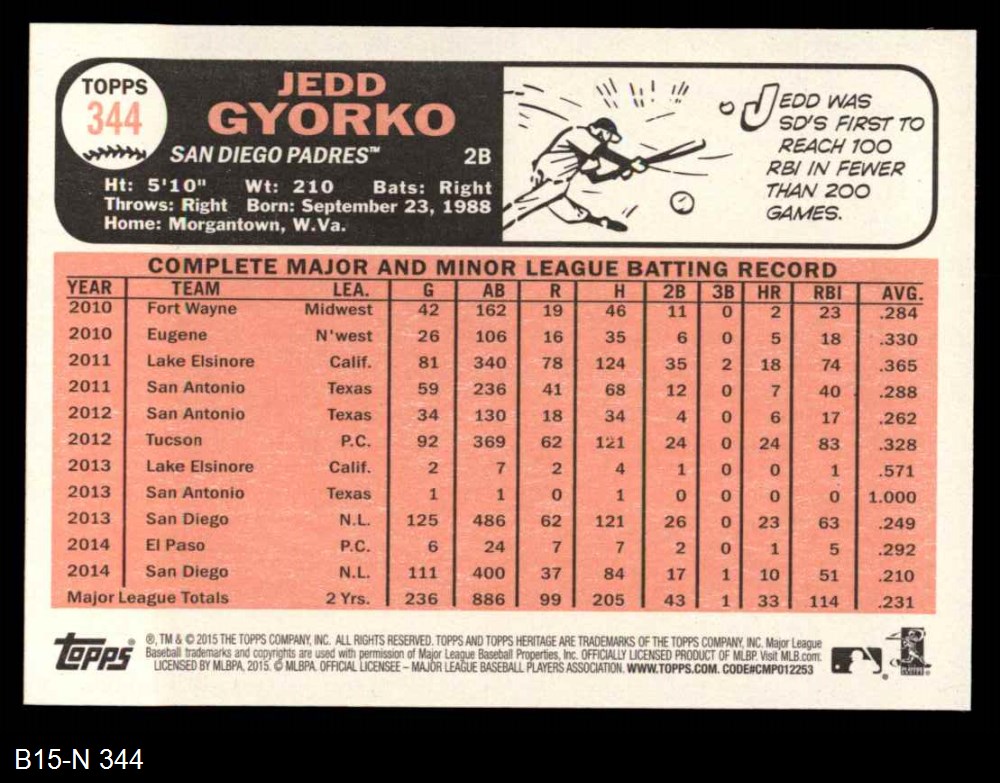 TOPPS
344
JEDD
GYORKO
SAN DIEGO PADRES™ 2B
Ht: 5'10" Wt: 210 Bats: Right
Throws: Right Born: September 23, 1988
Home: Morgantown, W.Va.
JEDD WAS
SD'S FIRST TO
REACH 100
RBI IN FEWER
THAN 200
GAMES.
COMPLETE MAJOR AND MINOR LEAGUE BATTING RECORD
YEAR TEAM LEA. G AB R H 2B 3B HR RBI AVG.
2010 Fort Wayne Midwest 42 162 19 46 11 0 2 23 .284
2010 Eugene N'west 26 106 16 35 6 0 5 18 .330
2011 Lake Elsinore Calif. 81 340 78 124 35 2 18 74 .365
2011 San Antonio Texas 59 236 41 68 12 0 7 40 .288
2012 San Antonio Texas 34 130 18 34 4 0 6 17 .262
2012 Tucson P.C. 92 369 62 121 24 0 24 83 .328
2013 Lake Elsinore Calif. 2 7 2 4 1 0 0 1 .571
2013 San Antonio Texas 1 1 0 1 0 0 0 0 1.000
2013 San Diego N.L. 125 486 62 121 26 0 23 63 .249
2014 El Paso P.C. 6 24 7 7 2 0 1 5 .292
2014 San Diego N.L. 111 400 37 84 17 1 10 51 .210
Major League Totals 2 Yrs. 236 886 99 205 43 1 33 114 .231
Topps®
®, TM & © 2015 THE TOPPS COMPANY, INC. ALL RIGHTS RESERVED. TOPPS AND TOPPS HERITAGE ARE TRADEMARKS OF THE TOPPS COMPANY, INC. Major League
Baseball trademarks and copyrights are used with permission of Major League Baseball Properties, Inc. OFFICIALLY LICENSED PRODUCT OF MLBP. Visit MLB.com.
LICENSED BY MLBPA, 2015. © MLBPA. OFFICIAL LICENSEE – MAJOR LEAGUE BASEBALL PLAYERS ASSOCIATION. WWW.TOPPS.COM. CODE#CMP012253
B15-N 344